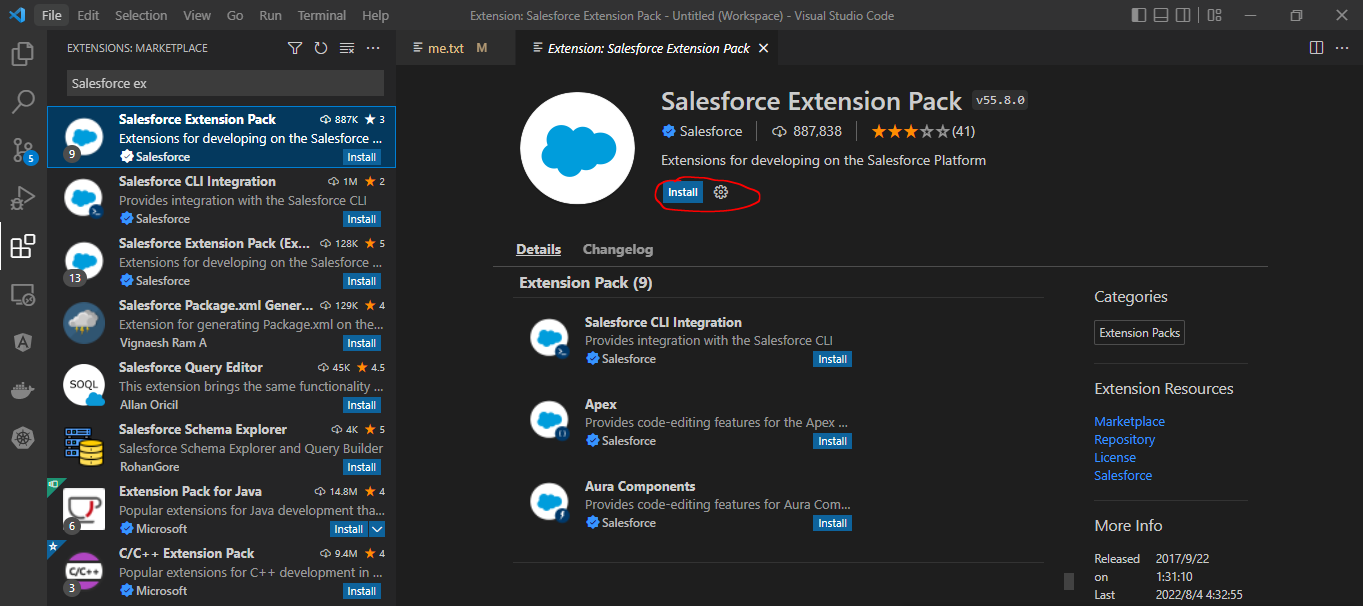 File Edit Selection View Go Run Terminal Help Extension: Salesforce Extension Pack - Untitled (Workspace) - Visual Studio Code
EXTENSIONS: MARKETPLACE
Salesforce ex
Salesforce Extension Pack 887K ★ 3
Extensions for developing on the Salesforce ...
9 Salesforce Install
Salesforce CLI Integration 1M ★ 2
Provides integration with the Salesforce CLI
Salesforce Install
Salesforce Extension Pack (Ex... 128K ★ 5
Extensions for developing on the Salesforce ...
13 Salesforce Install
Salesforce Package.xml Gener... 129K ★ 4
Extension for generating Package.xml on the...
Vignaesh Ram A Install
Salesforce Query Editor 45K ★ 4.5
SOQL This extension brings the same functionality ...
Allan Oricil Install
Salesforce Schema Explorer 4K ★ 5
Salesforce Schema Explorer and Query Builder
RohanGore Install
Extension Pack for Java 14.8M ★ 4
Popular extensions for Java development tha...
6 Microsoft Install
C/C++ Extension Pack 9.4M ★ 4
C/C++ Popular extensions for C++ development in ...
3 Microsoft Install
5
me.txt M Extension: Salesforce Extension Pack
Salesforce Extension Pack v55.8.0
Salesforce 887,838 ★★★☆☆(41)
Extensions for developing on the Salesforce Platform
Install
Details Changelog
Extension Pack (9)
Salesforce CLI Integration
Provides integration with the Salesforce CLI
Salesforce Install
Apex
Provides code-editing features for the Apex ...
Salesforce Install
Aura Components
Provides code-editing features for Aura Com...
Salesforce Install
Categories
Extension Packs
Extension Resources
Marketplace
Repository
License
Salesforce
More Info
Released 2017/9/22
on 1:31:10
Last 2022/8/4 4:32:55